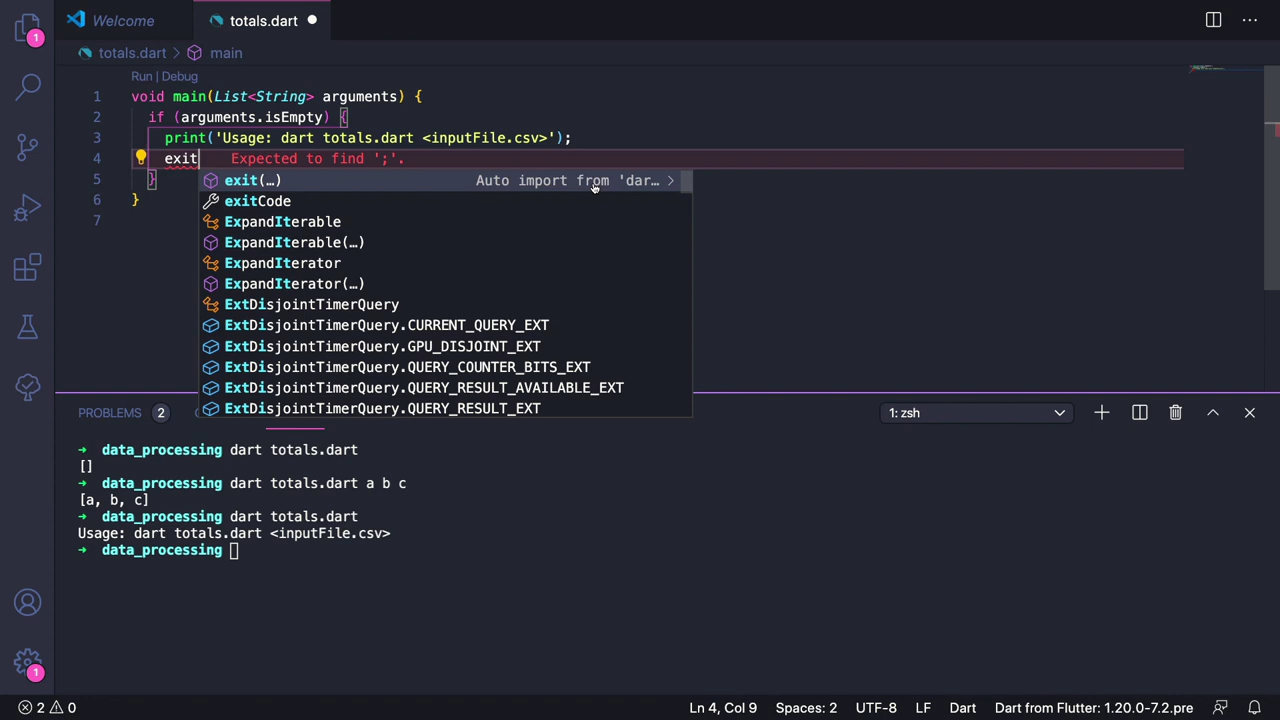 Welcome
totals.dart
1
totals.dart > main
Run | Debug
1 void main(List<String> arguments) {
2 if (arguments.isEmpty) {
3 print('Usage: dart totals.dart <inputFile.csv>');
4 exit Expected to find ';'.
5 }
6 }
7
exit(…) Auto import from 'dar… >
exitCode
ExpandIterable
ExpandIterable(…)
ExpandIterator
ExpandIterator(…)
ExtDisjointTimerQuery
ExtDisjointTimerQuery.CURRENT_QUERY_EXT
ExtDisjointTimerQuery.GPU_DISJOINT_EXT
ExtDisjointTimerQuery.QUERY_COUNTER_BITS_EXT
ExtDisjointTimerQuery.QUERY_RESULT_AVAILABLE_EXT
ExtDisjointTimerQuery.QUERY_RESULT_EXT
PROBLEMS 2
1: zsh
→ data_processing dart totals.dart
[]
→ data_processing dart totals.dart a b c
[a, b, c]
→ data_processing dart totals.dart
Usage: dart totals.dart <inputFile.csv>
→ data_processing
1
2 0
Ln 4, Col 9
Spaces: 2
UTF-8
LF
Dart
Dart from Flutter: 1.20.0-7.2.pre